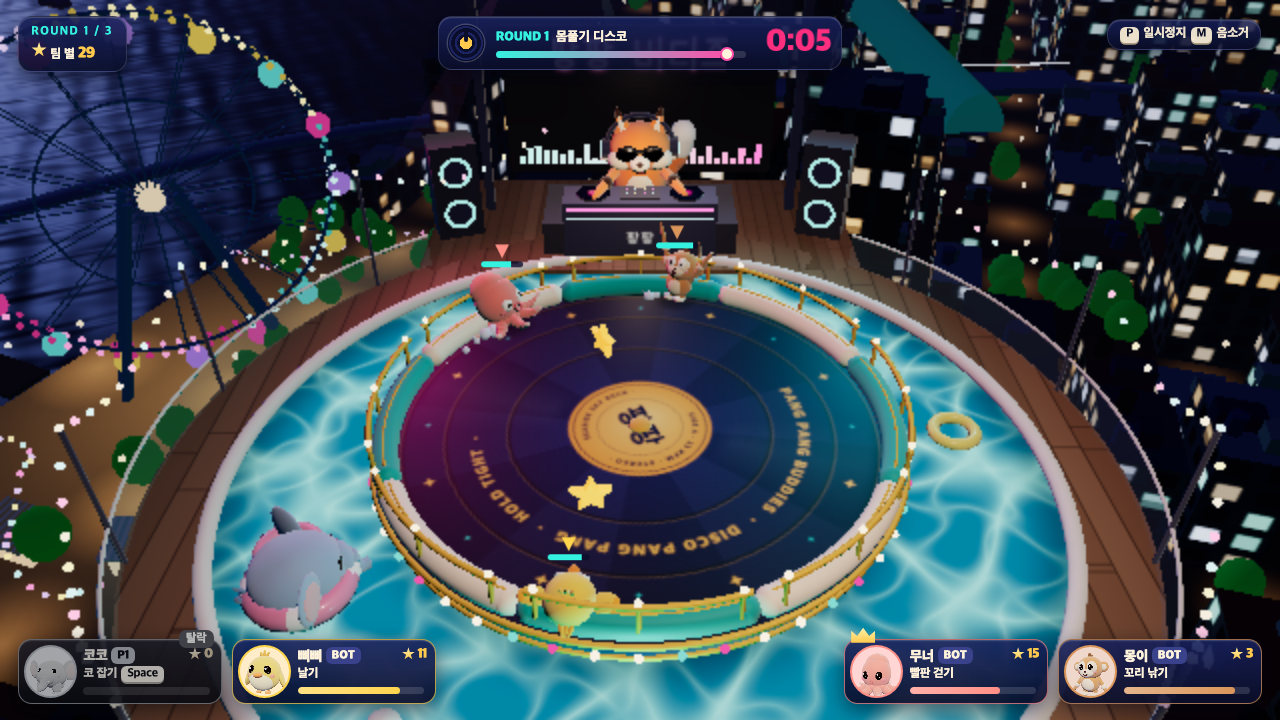 ROUND 1 / 3
팀 별 29
ROUND 1 몸풀기 디스코
0:05
P 일시정지 M 음소거
팡팡
HOLD TIGHT · DISCO PANG PANG · PANG PANG BUDDIES
탈락
코코 P1 0
코 잡기 Space
삐삐 BOT 11
날기
무너 BOT 15
빨판 걷기
몽이 BOT 3
꼬리 낚기